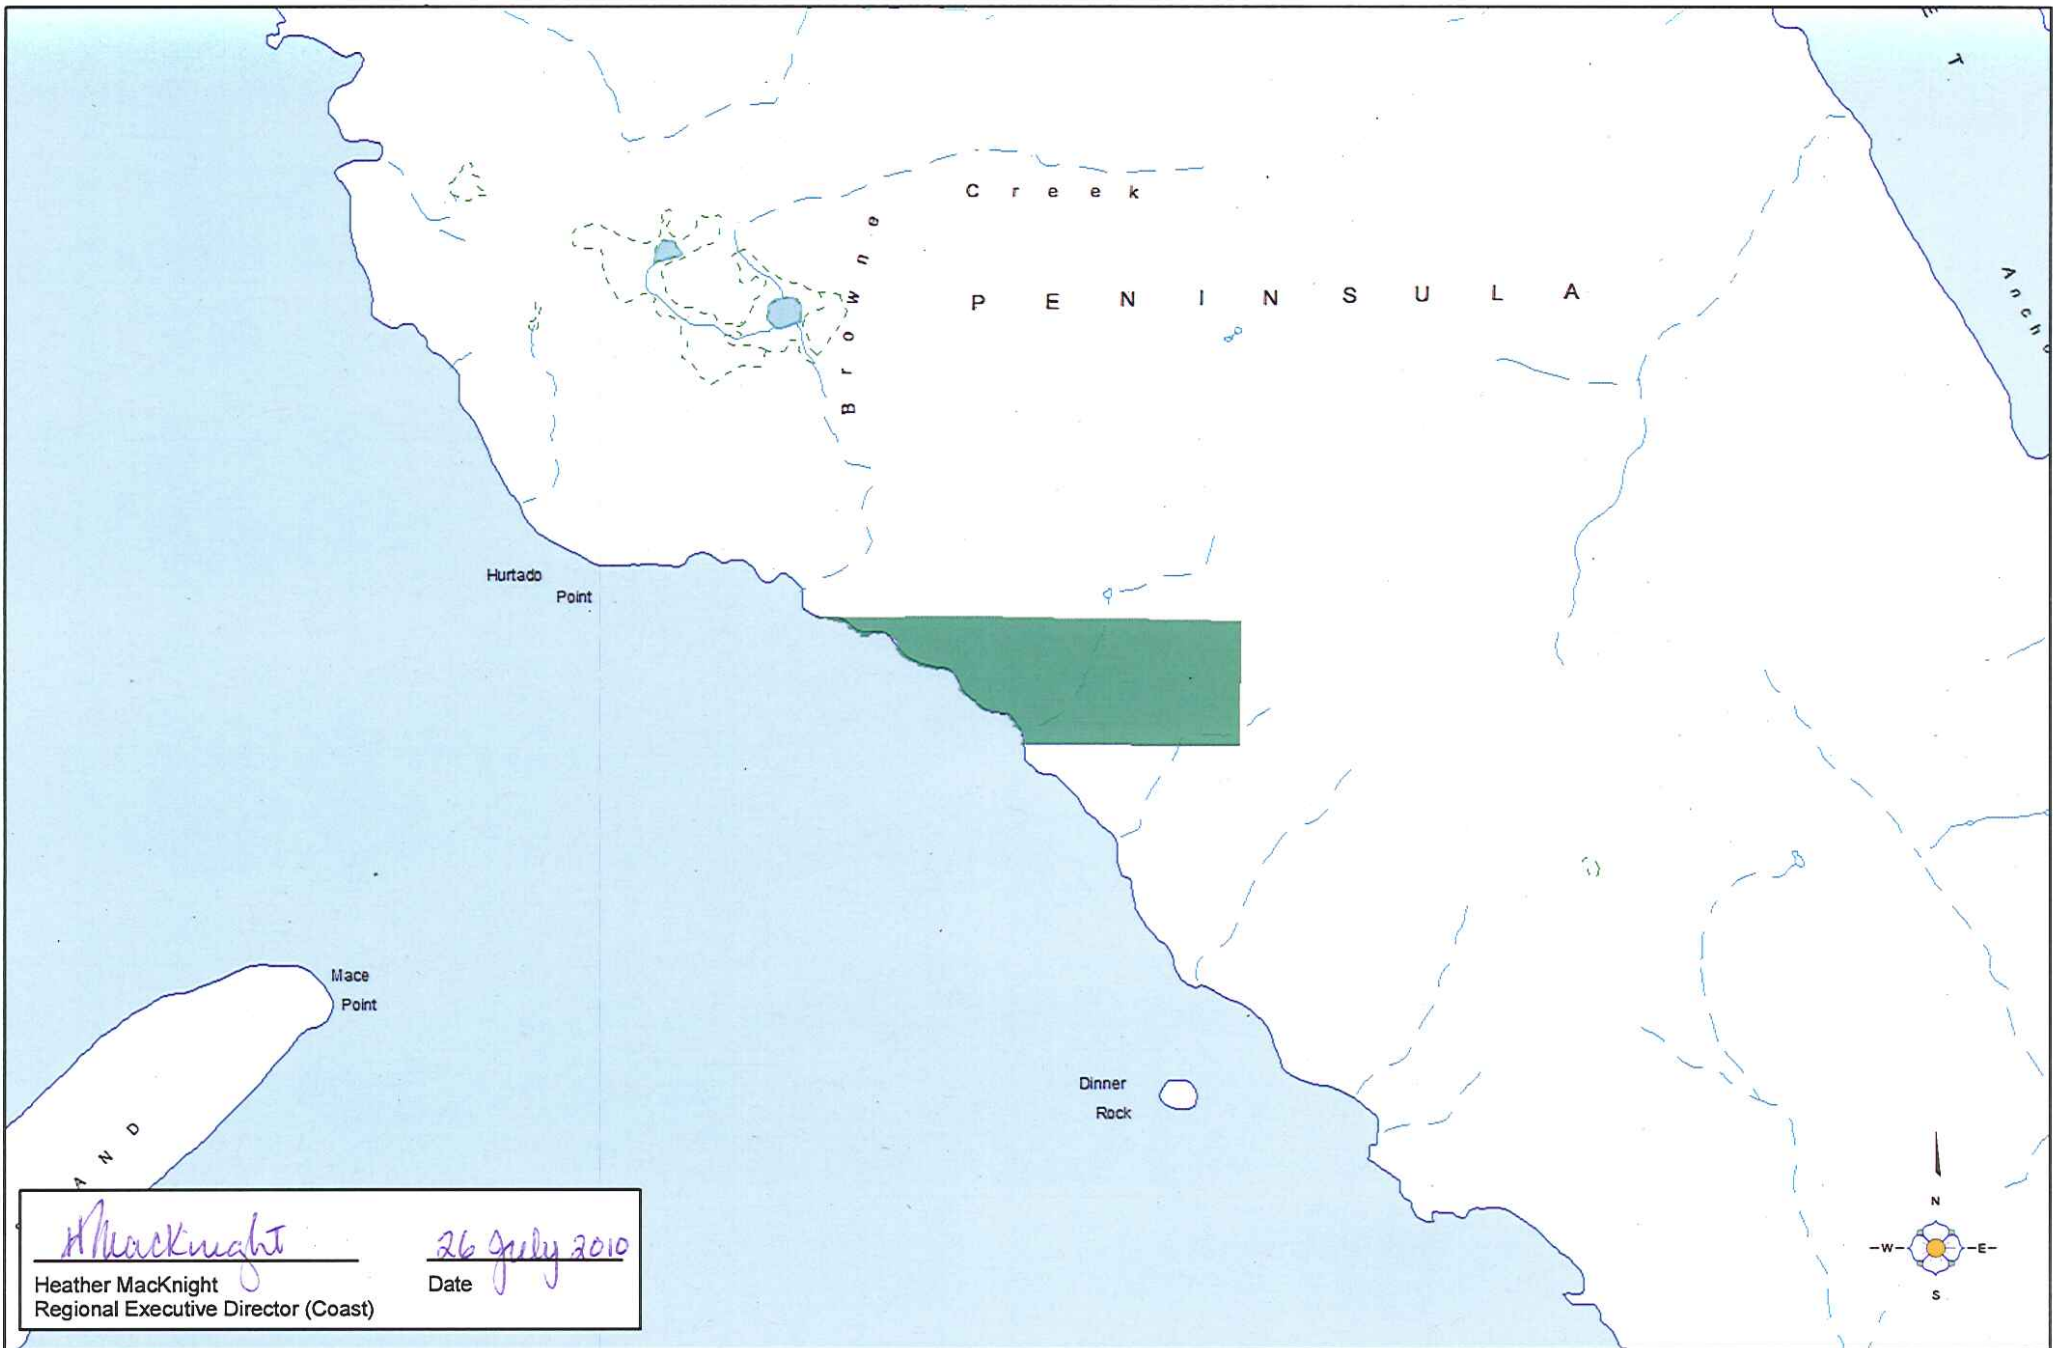 T
Creek
Browne
PENINSULA
Anch
Hurtado
Point
Mace
Point
Dinner
Rock
AND
N
W E
S
HMacKnight 26 July 2010
Heather MacKnight Date
Regional Executive Director (Coast)